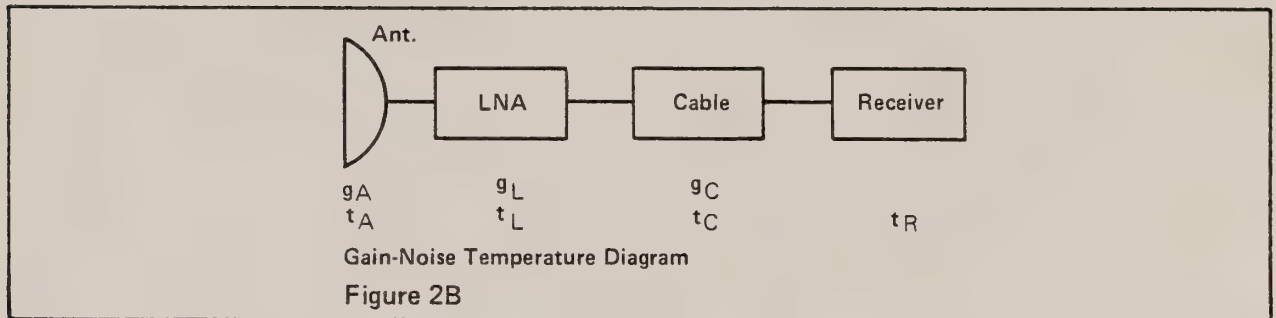 Ant.
LNA
Cable
Receiver
gA
gL
gC
tA
tL
tC
tR
Gain-Noise Temperature Diagram
Figure 2B